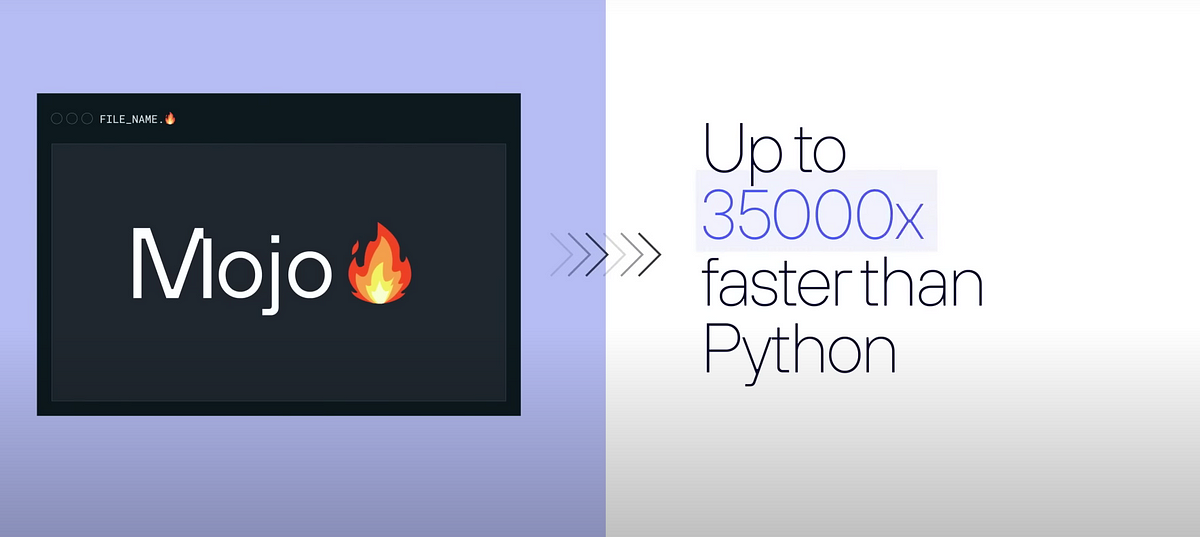 FILE_NAME.🔥
Mojo🔥
Up to
35000x
faster than
Python